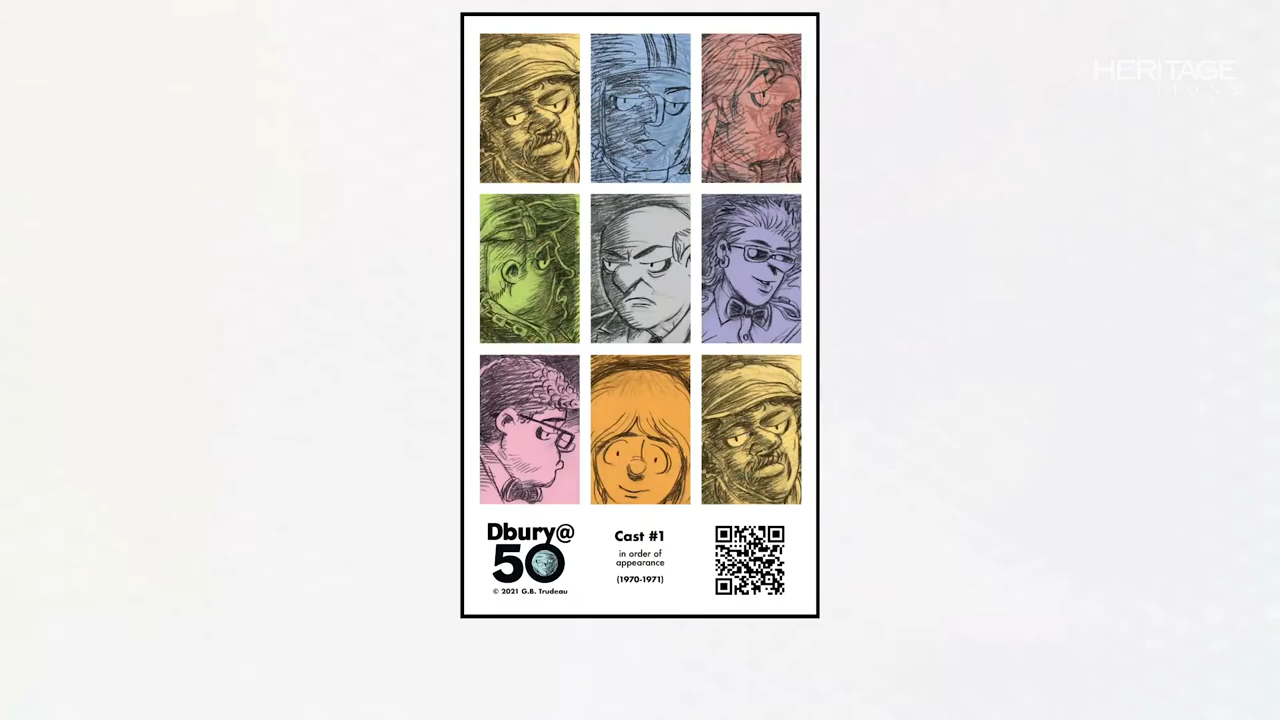 HERITAGE
Dbury@
50
© 2021 G.B. Trudeau
Cast #1
in order of
appearance
(1970-1971)